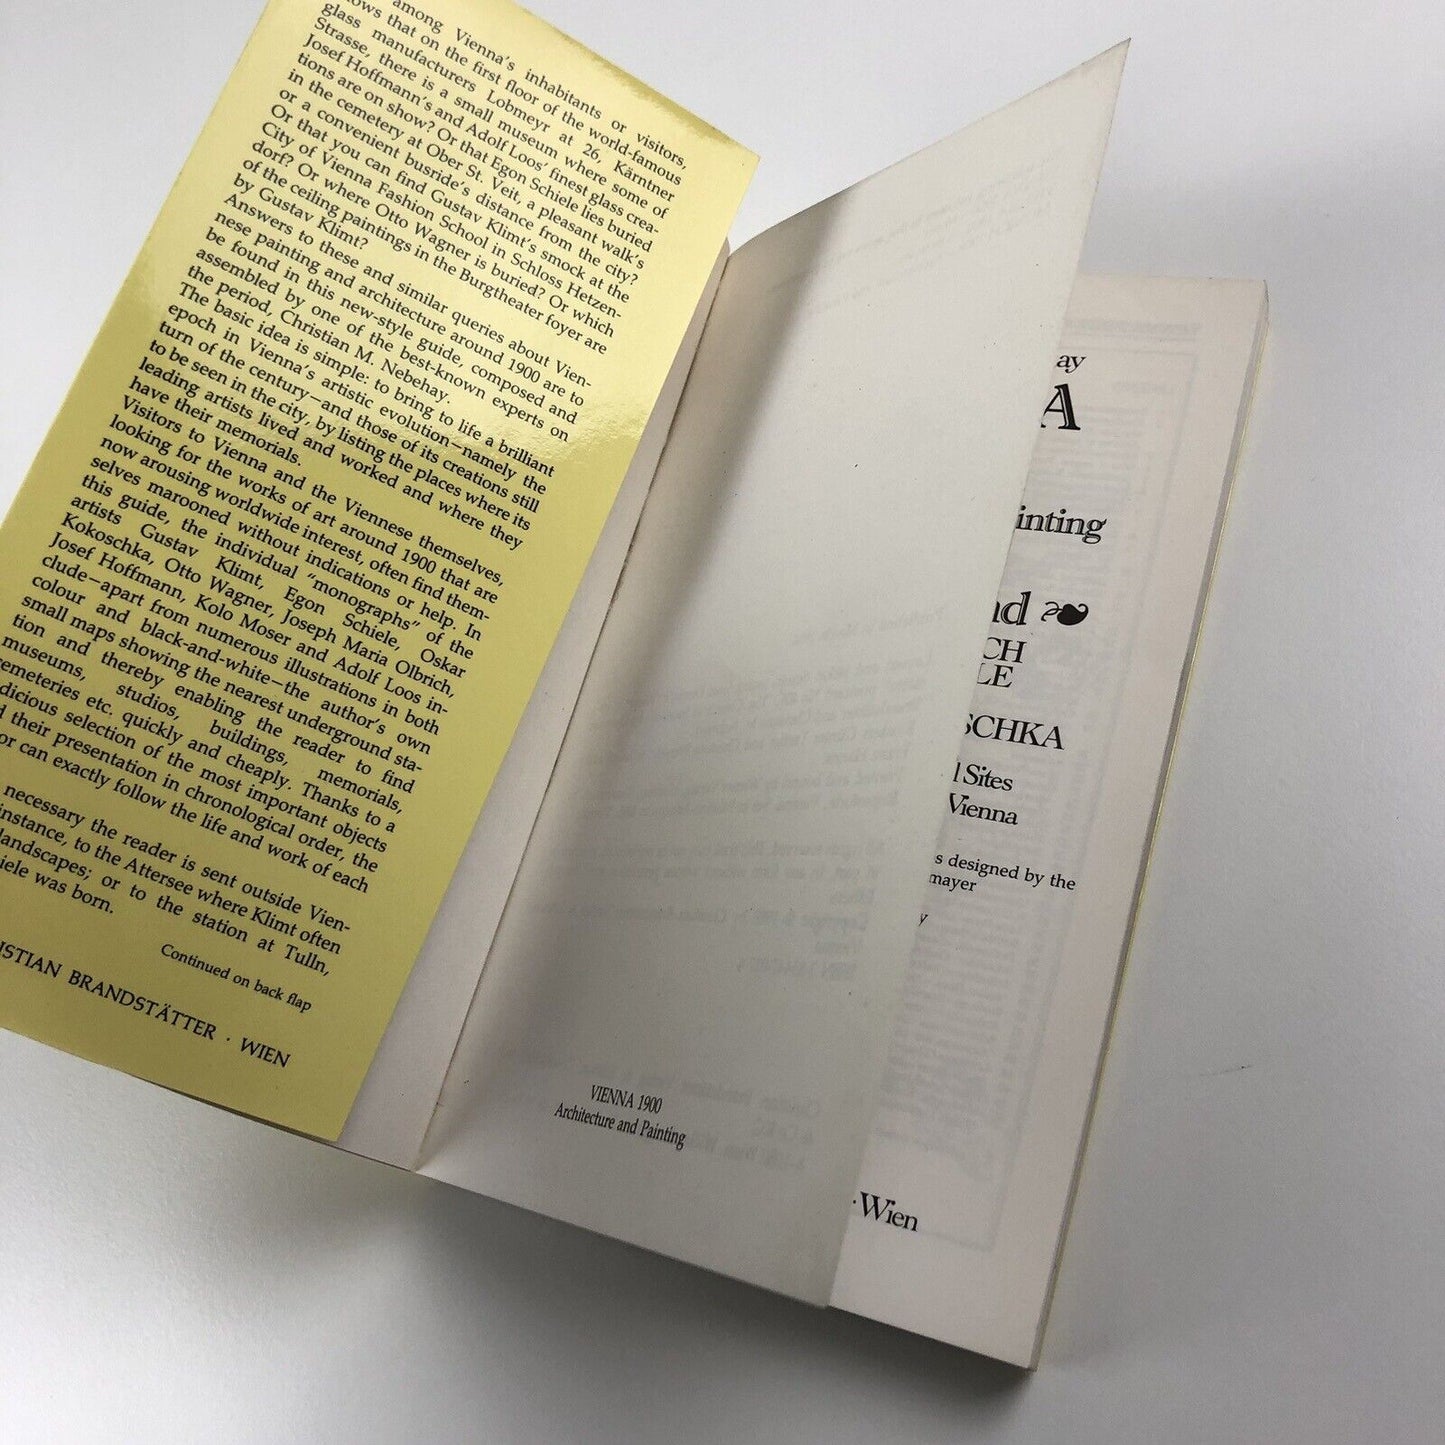 among Vienna's inhabitants or visitors,
ows that on the first floor of the world-famous
glass manufacturers Lobmeyr at 26, Kärntner
Strasse, there is a small museum where some of
Josef Hoffmann's and Adolf Loos' finest glass crea-
tions are on show? Or that Egon Schiele lies buried
in the cemetery at Ober St. Veit, a pleasant walk's
or a convenient busride's distance from the city?
Or that you can find Gustav Klimt's smock at the
City of Vienna Fashion School in Schloss Hetzen-
dorf? Or where Otto Wagner is buried? Or which
of the ceiling paintings in the Burgtheater foyer are
by Gustav Klimt?
Answers to these and similar queries about Vien-
nese painting and architecture around 1900 are to
be found in this new-style guide, composed and
assembled by one of the best-known experts on
the period, Christian M. Nebehay.
The basic idea is simple: to bring to life a brilliant
epoch in Vienna's artistic evolution—namely the
turn of the century—and those of its creations still
to be seen in the city, by listing the places where its
leading artists lived and worked and where they
have their memorials.
Visitors to Vienna and the Viennese themselves,
looking for the works of art around 1900 that are
now arousing worldwide interest, often find them-
selves marooned without indications or help. In
this guide, the individual "monographs" of the
artists Gustav Klimt, Egon Schiele, Oskar
Kokoschka, Otto Wagner, Joseph Maria Olbrich,
Josef Hoffmann, Kolo Moser and Adolf Loos in-
clude—apart from numerous illustrations in both
colour and black-and-white—the author's own
small maps showing the nearest underground sta-
tion and thereby enabling the reader to find
museums, studios, buildings, memorials,
cemeteries etc. quickly and cheaply. Thanks to a
dicious selection of the most important objects
d their presentation in chronological order, the
or can exactly follow the life and work of each
necessary the reader is sent outside Vien-
instance, to the Attersee where Klimt often
landscapes; or to the station at Tulln,
iele was born.
Continued on back flap
ISTIAN BRANDSTÄTTER · WIEN
VIENNA 1900
Architecture and Painting
ay
A
inting
nd
CH
LE
SCHKA
l Sites
Vienna
s designed by the
mayer
y
· Wien